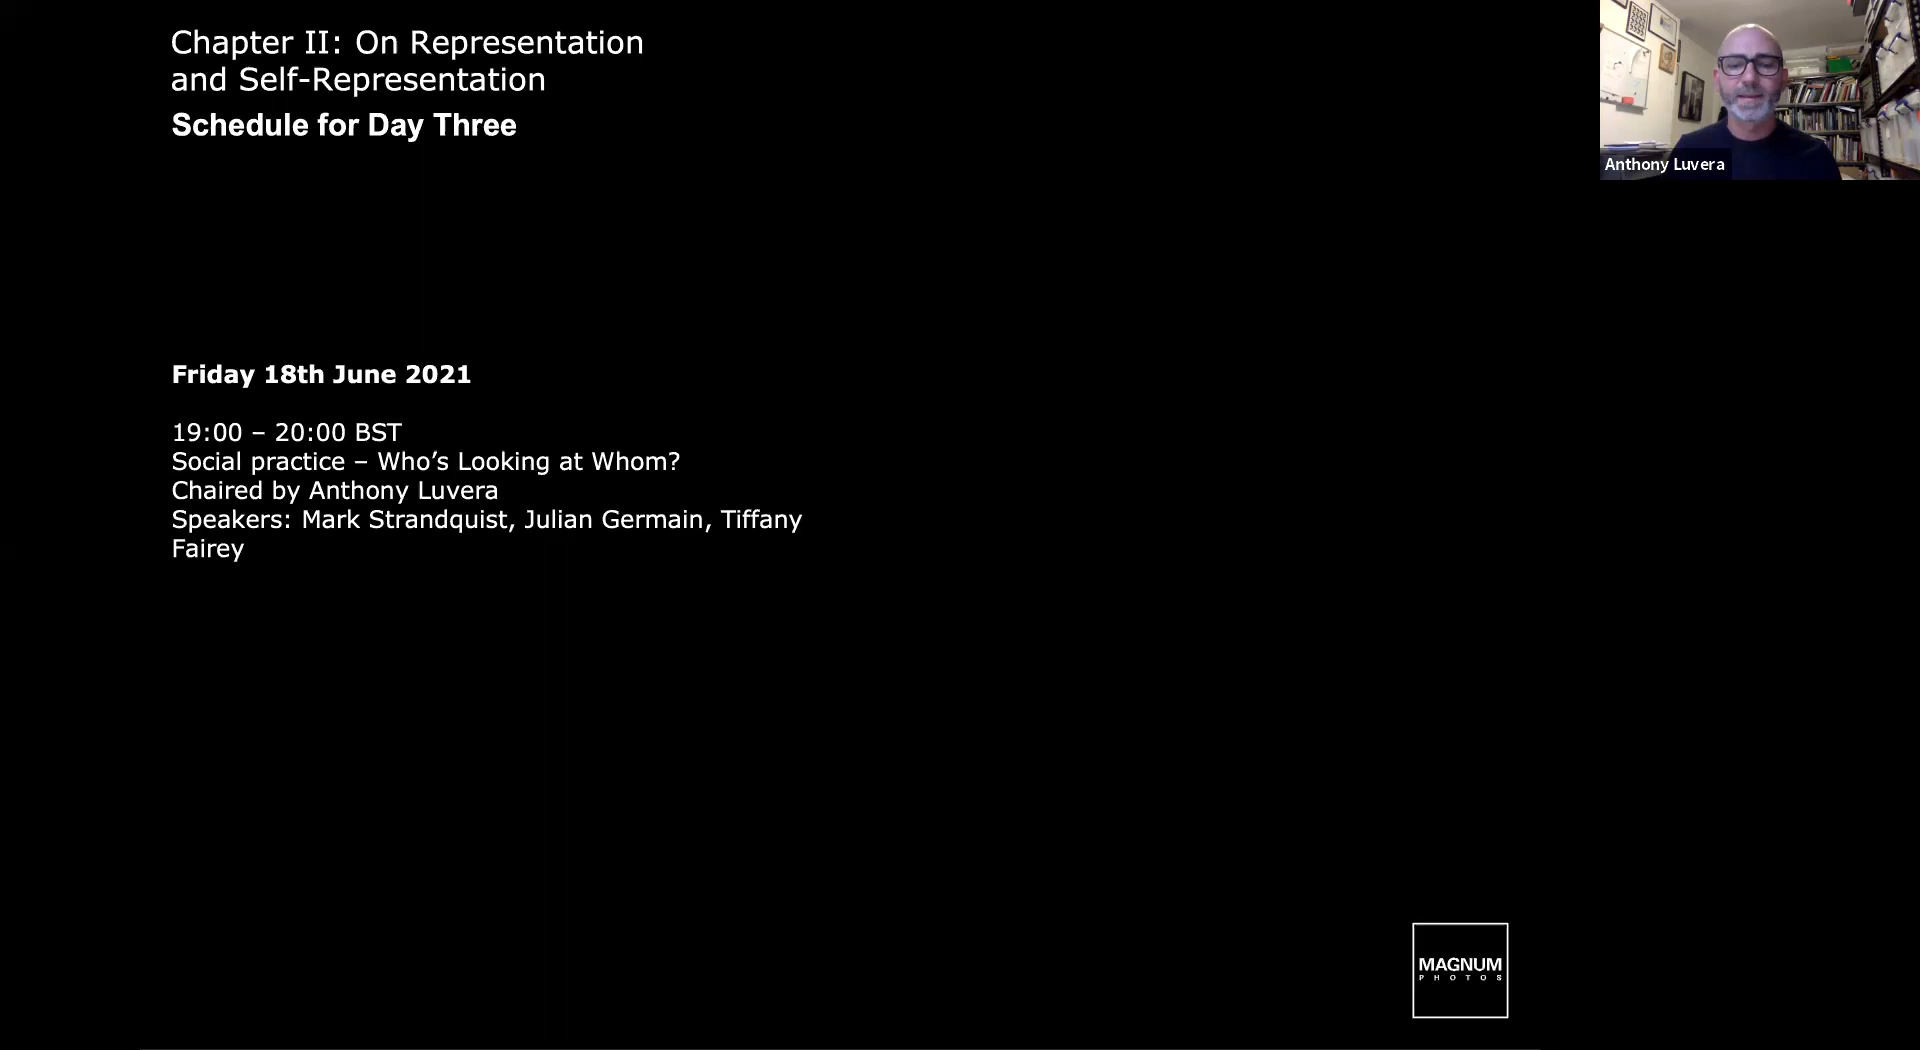 Chapter II: On Representation
and Self-Representation
Schedule for Day Three
Anthony Luvera
Friday 18th June 2021
19:00 – 20:00 BST
Social practice – Who’s Looking at Whom?
Chaired by Anthony Luvera
Speakers: Mark Strandquist, Julian Germain, Tiffany
Fairey
MAGNUM
PHOTOS